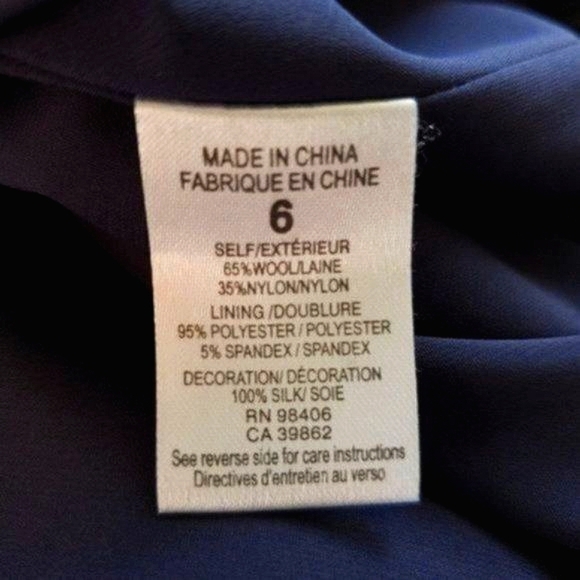 MADE IN CHINA
FABRIQUE EN CHINE
6
SELF/EXTÉRIEUR
65%WOOL/LAINE
35%NYLON/NYLON
LINING /DOUBLURE
95% POLYESTER / POLYESTER
5% SPANDEX / SPANDEX
DECORATION/ DÉCORATION
100% SILK/ SOIE
RN 98406
CA 39862
See reverse side for care instructions
Directives d'entretien au verso